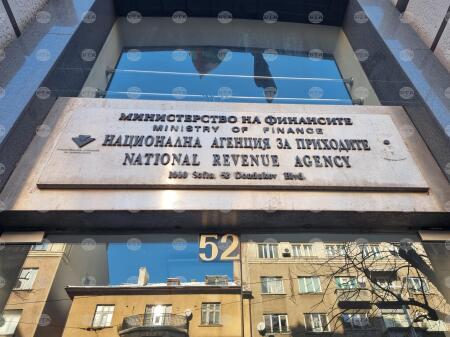 МИНИСТЕРСТВО НА ФИНАНСИТЕ
MINISTRY OF FINANCE
НАЦИОНАЛНА АГЕНЦИЯ ЗА ПРИХОДИТЕ
NATIONAL REVENUE AGENCY
1000 Sofia, 52 Dondukov Blvd.
52